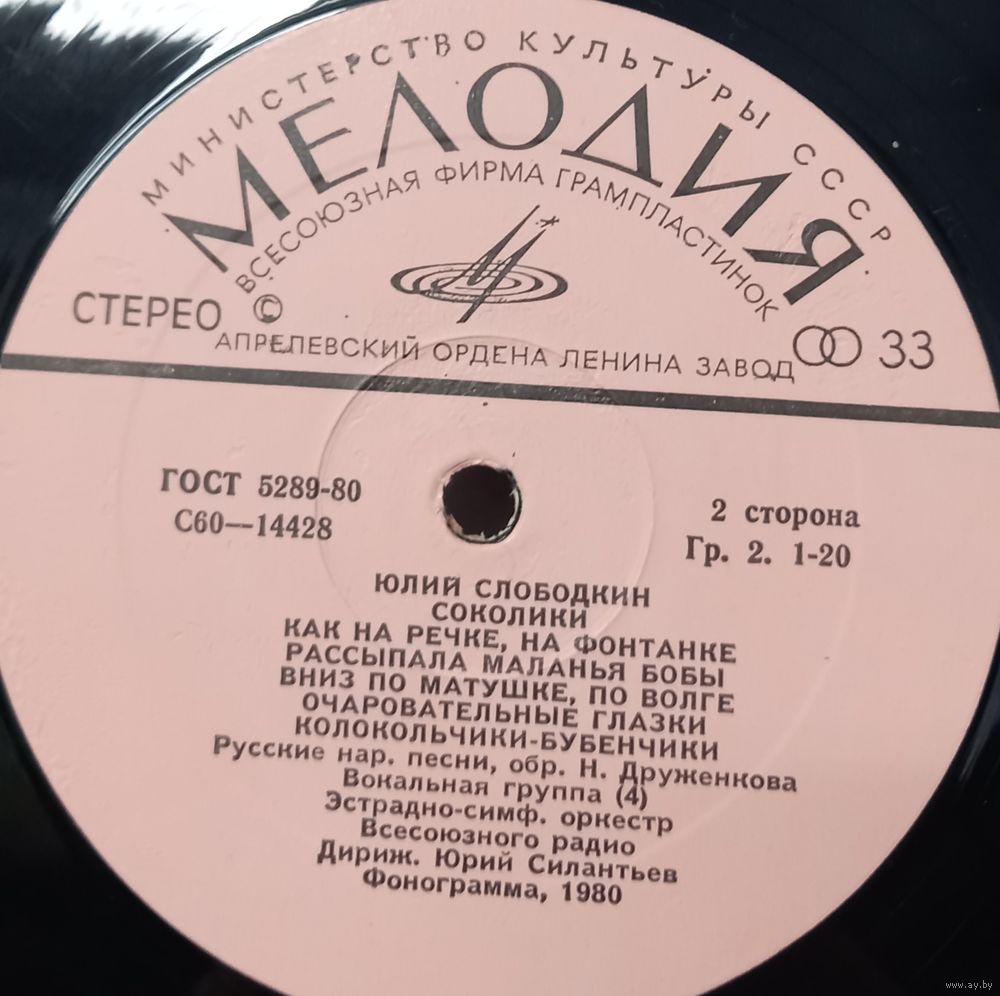 МИНИСТЕРСТВО КУЛЬТУРЫ СССР
МЕЛОДИЯ
ВСЕСОЮЗНАЯ ФИРМА ГРАМПЛАСТИНОК
СТЕРЕО © 33
АПРЕЛЕВСКИЙ ОРДЕНА ЛЕНИНА ЗАВОД
ГОСТ 5289-80
С60—14428
2 сторона
Гр. 2. 1-20
ЮЛИЙ СЛОБОДКИН
СОКОЛИКИ
КАК НА РЕЧКЕ, НА ФОНТАНКЕ
РАССЫПАЛА МАЛАНЬЯ БОБЫ
ВНИЗ ПО МАТУШКЕ, ПО ВОЛГЕ
ОЧАРОВАТЕЛЬНЫЕ ГЛАЗКИ
КОЛОКОЛЬЧИКИ-БУБЕНЧИКИ
Русские нар. песни, обр. Н. Друженкова
Вокальная группа (4)
Эстрадно-симф. оркестр
Всесоюзного радио
Дириж. Юрий Силантьев
Фонограмма, 1980
www.ay.by